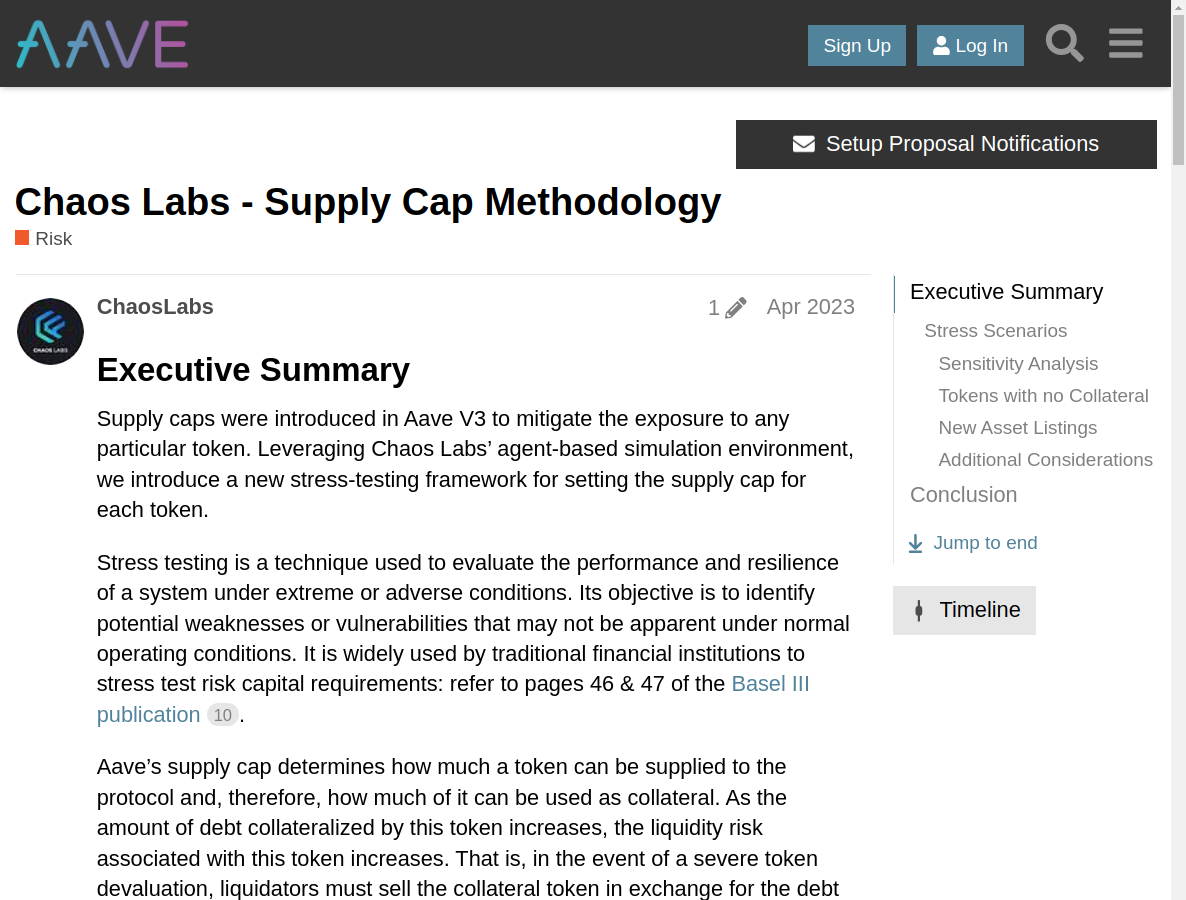 AAVE
Sign Up
Log In
Setup Proposal Notifications
Chaos Labs - Supply Cap Methodology
Risk
ChaosLabs
1
Apr 2023
Executive Summary
Supply caps were introduced in Aave V3 to mitigate the exposure to any
particular token. Leveraging Chaos Labs’ agent-based simulation environment,
we introduce a new stress-testing framework for setting the supply cap for
each token.
Stress testing is a technique used to evaluate the performance and resilience
of a system under extreme or adverse conditions. Its objective is to identify
potential weaknesses or vulnerabilities that may not be apparent under normal
operating conditions. It is widely used by traditional financial institutions to
stress test risk capital requirements: refer to pages 46 & 47 of the Basel III
publication 10 .
Aave’s supply cap determines how much a token can be supplied to the
protocol and, therefore, how much of it can be used as collateral. As the
amount of debt collateralized by this token increases, the liquidity risk
associated with this token increases. That is, in the event of a severe token
devaluation, liquidators must sell the collateral token in exchange for the debt
Executive Summary
Stress Scenarios
Sensitivity Analysis
Tokens with no Collateral
New Asset Listings
Additional Considerations
Conclusion
Jump to end
Timeline
CHAOS LABS